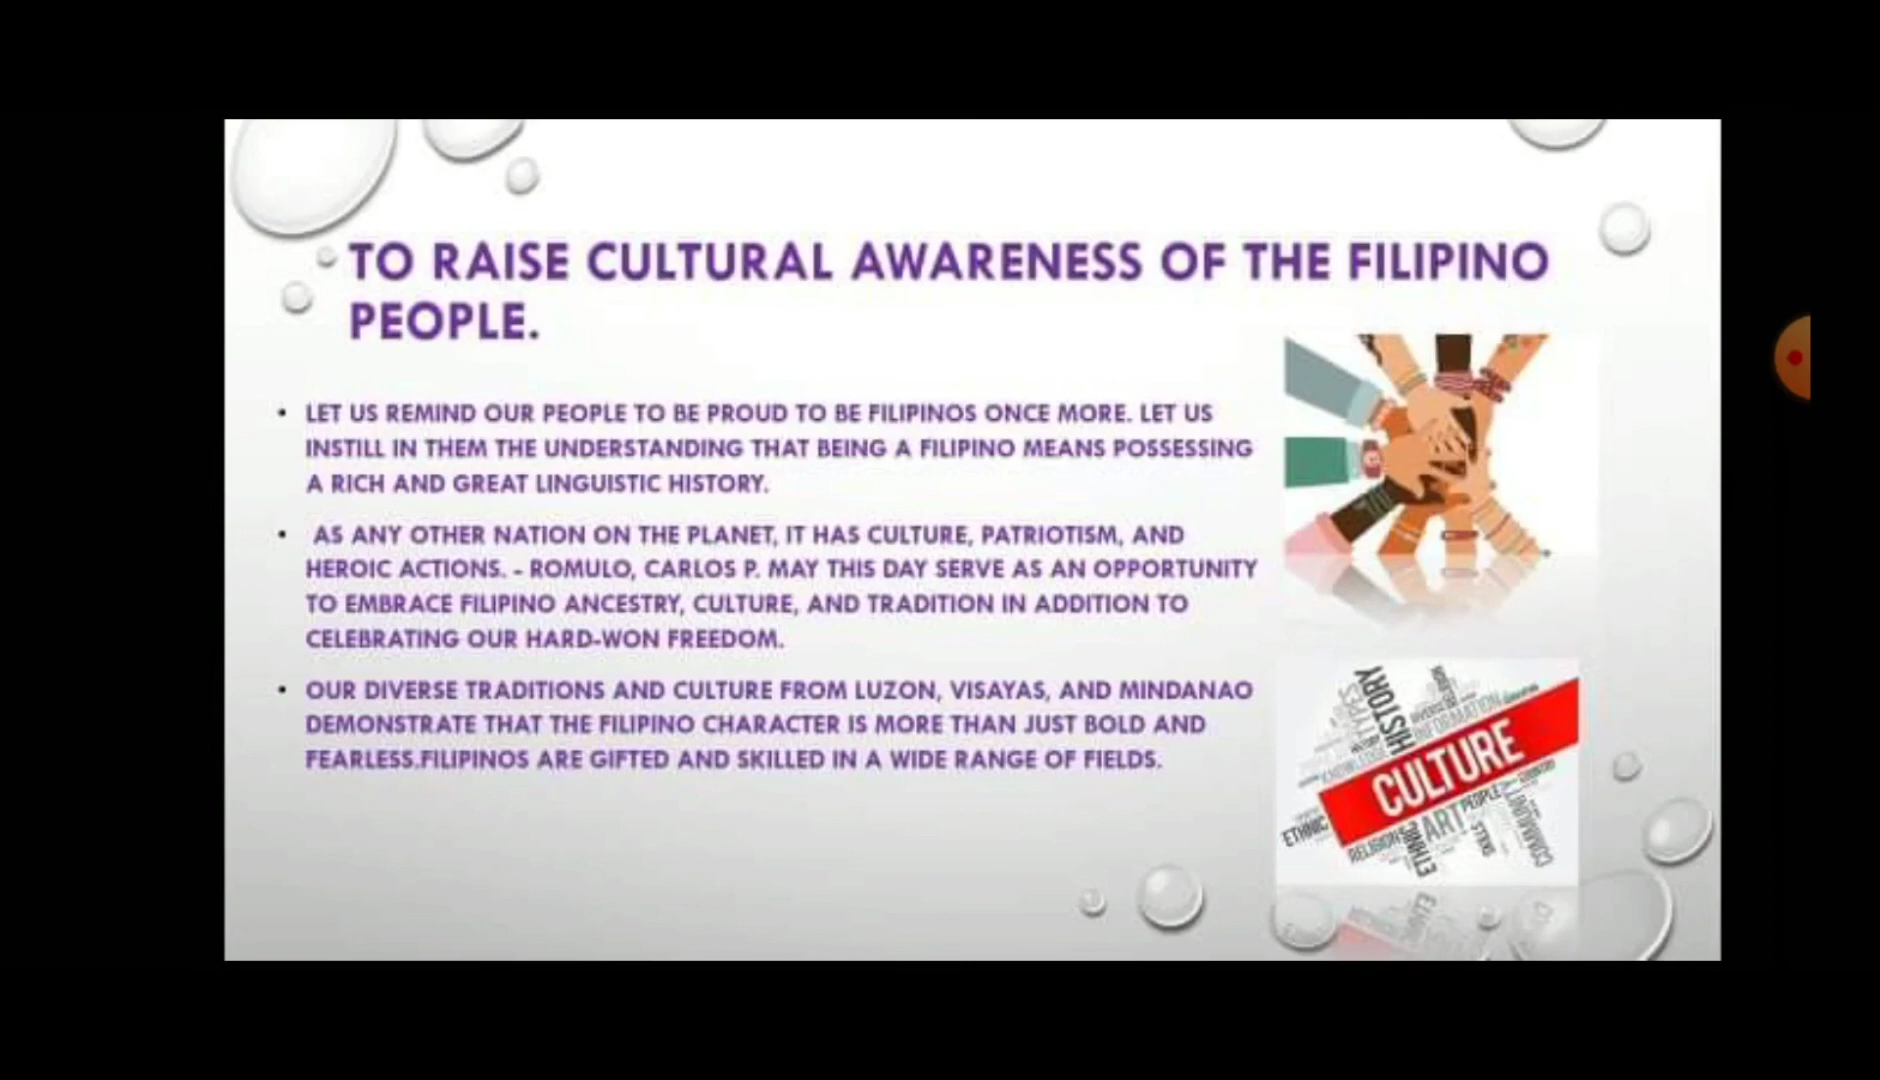 TO RAISE CULTURAL AWARENESS OF THE FILIPINO
PEOPLE.
• LET US REMIND OUR PEOPLE TO BE PROUD TO BE FILIPINOS ONCE MORE. LET US
INSTILL IN THEM THE UNDERSTANDING THAT BEING A FILIPINO MEANS POSSESSING
A RICH AND GREAT LINGUISTIC HISTORY.
• AS ANY OTHER NATION ON THE PLANET, IT HAS CULTURE, PATRIOTISM, AND
HEROIC ACTIONS. - ROMULO, CARLOS P. MAY THIS DAY SERVE AS AN OPPORTUNITY
TO EMBRACE FILIPINO ANCESTRY, CULTURE, AND TRADITION IN ADDITION TO
CELEBRATING OUR HARD-WON FREEDOM.
• OUR DIVERSE TRADITIONS AND CULTURE FROM LUZON, VISAYAS, AND MINDANAO
DEMONSTRATE THAT THE FILIPINO CHARACTER IS MORE THAN JUST BOLD AND
FEARLESS.FILIPINOS ARE GIFTED AND SKILLED IN A WIDE RANGE OF FIELDS.
HISTORY
TYPES
RELIGION
INFORMATION
KNOWLEDGE
CULTURE
COUNTRY
ETHNIC
ART
PEOPLE
RELIGION
ETHNIC
SKILLS
COMMUNITY